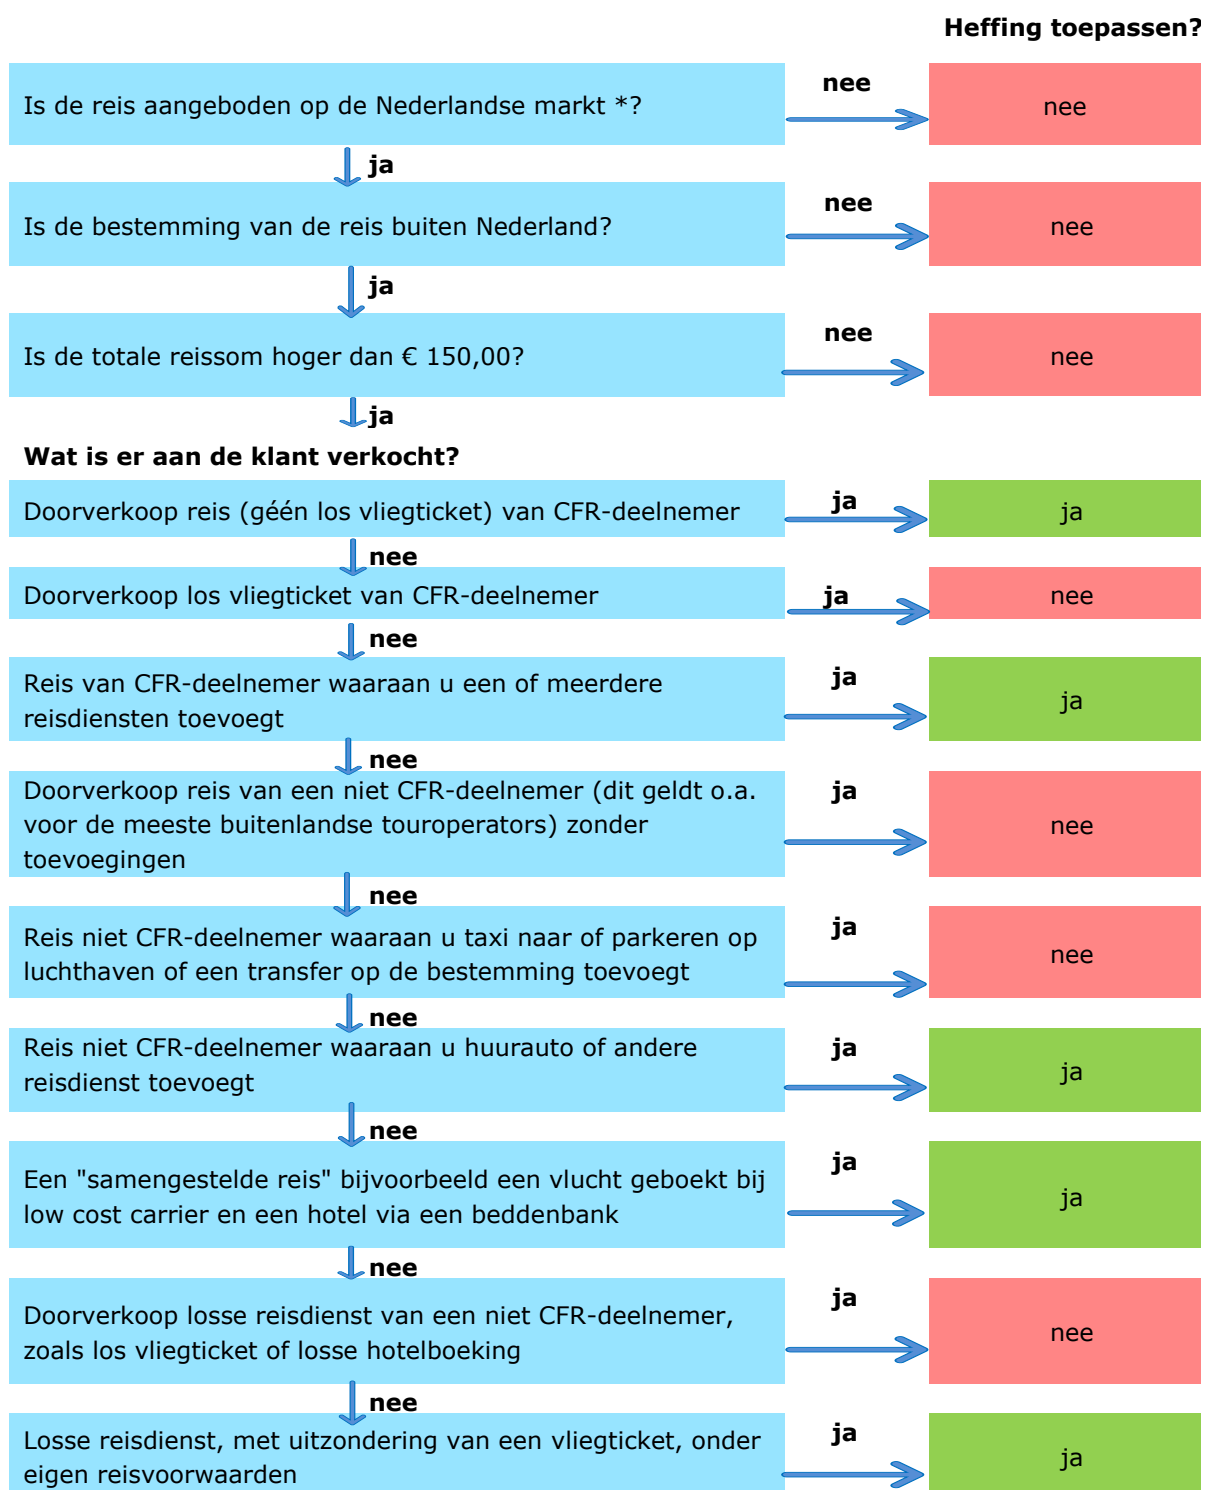 Heffing toepassen?
Is de reis aangeboden op de Nederlandse markt *?
nee
nee
ja
Is de bestemming van de reis buiten Nederland?
nee
nee
ja
Is de totale reissom hoger dan € 150,00?
nee
nee
ja
Wat is er aan de klant verkocht?
Doorverkoop reis (géén los vliegticket) van CFR-deelnemer
ja
ja
nee
Doorverkoop los vliegticket van CFR-deelnemer
ja
nee
nee
Reis van CFR-deelnemer waaraan u een of meerdere
reisdiensten toevoegt
ja
ja
nee
Doorverkoop reis van een niet CFR-deelnemer (dit geldt o.a.
voor de meeste buitenlandse touroperators) zonder
toevoegingen
ja
nee
nee
Reis niet CFR-deelnemer waaraan u taxi naar of parkeren op
luchthaven of een transfer op de bestemming toevoegt
ja
nee
nee
Reis niet CFR-deelnemer waaraan u huurauto of andere
reisdienst toevoegt
ja
ja
nee
Een "samengestelde reis" bijvoorbeeld een vlucht geboekt bij
low cost carrier en een hotel via een beddenbank
ja
ja
nee
Doorverkoop losse reisdienst van een niet CFR-deelnemer,
zoals los vliegticket of losse hotelboeking
ja
nee
nee
Losse reisdienst, met uitzondering van een vliegticket, onder
eigen reisvoorwaarden
ja
ja